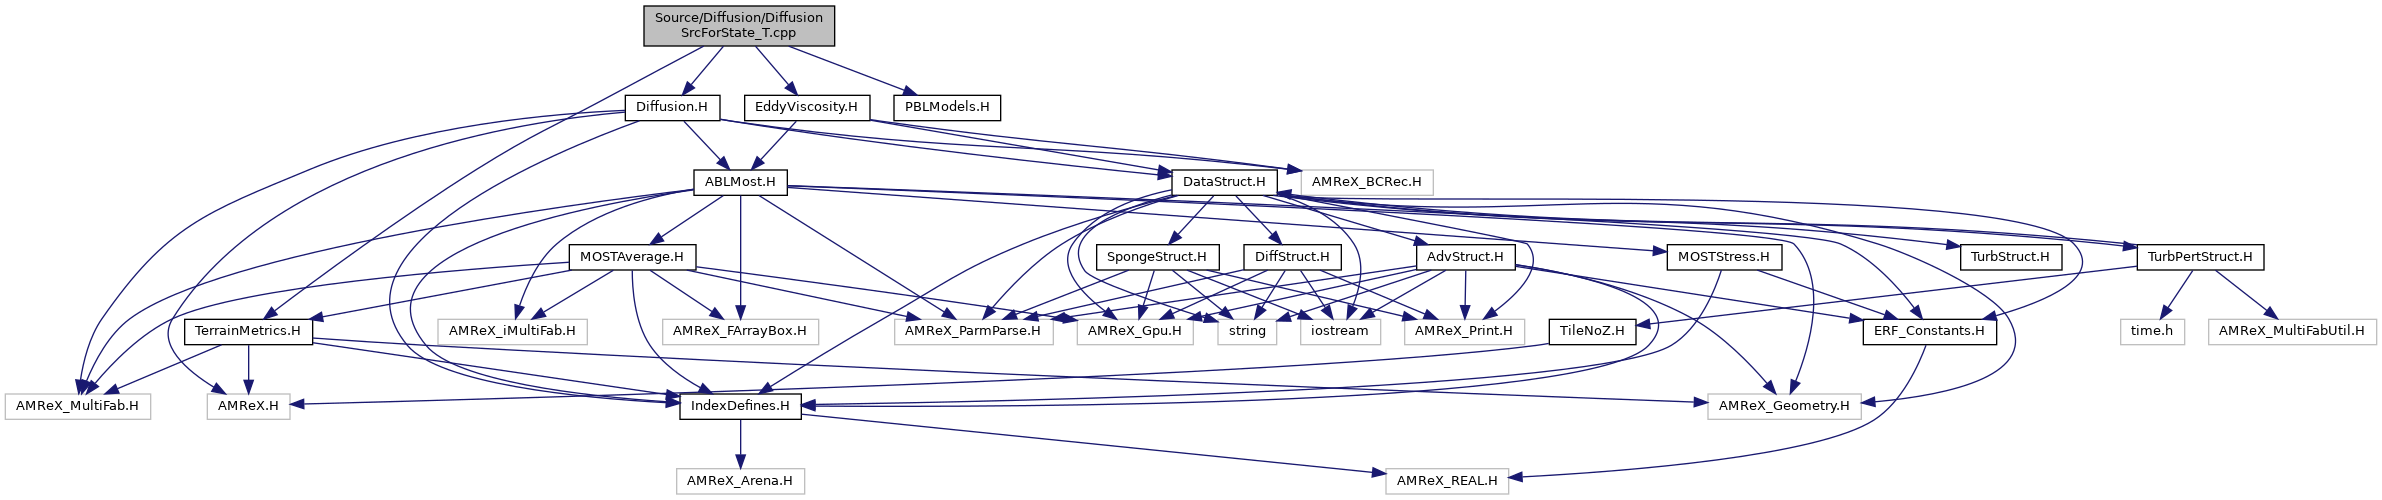 Source/Diffusion/Diffusion
SrcForState_T.cpp
Diffusion.H
EddyViscosity.H
PBLModels.H
ABLMost.H
DataStruct.H
AMReX_BCRec.H
MOSTAverage.H
SpongeStruct.H
DiffStruct.H
AdvStruct.H
MOSTStress.H
TurbStruct.H
TurbPertStruct.H
TerrainMetrics.H
AMReX_iMultiFab.H
AMReX_FArrayBox.H
AMReX_ParmParse.H
AMReX_Gpu.H
string
iostream
AMReX_Print.H
TileNoZ.H
ERF_Constants.H
time.h
AMReX_MultiFabUtil.H
AMReX_MultiFab.H
AMReX.H
IndexDefines.H
AMReX_Geometry.H
AMReX_Arena.H
AMReX_REAL.H